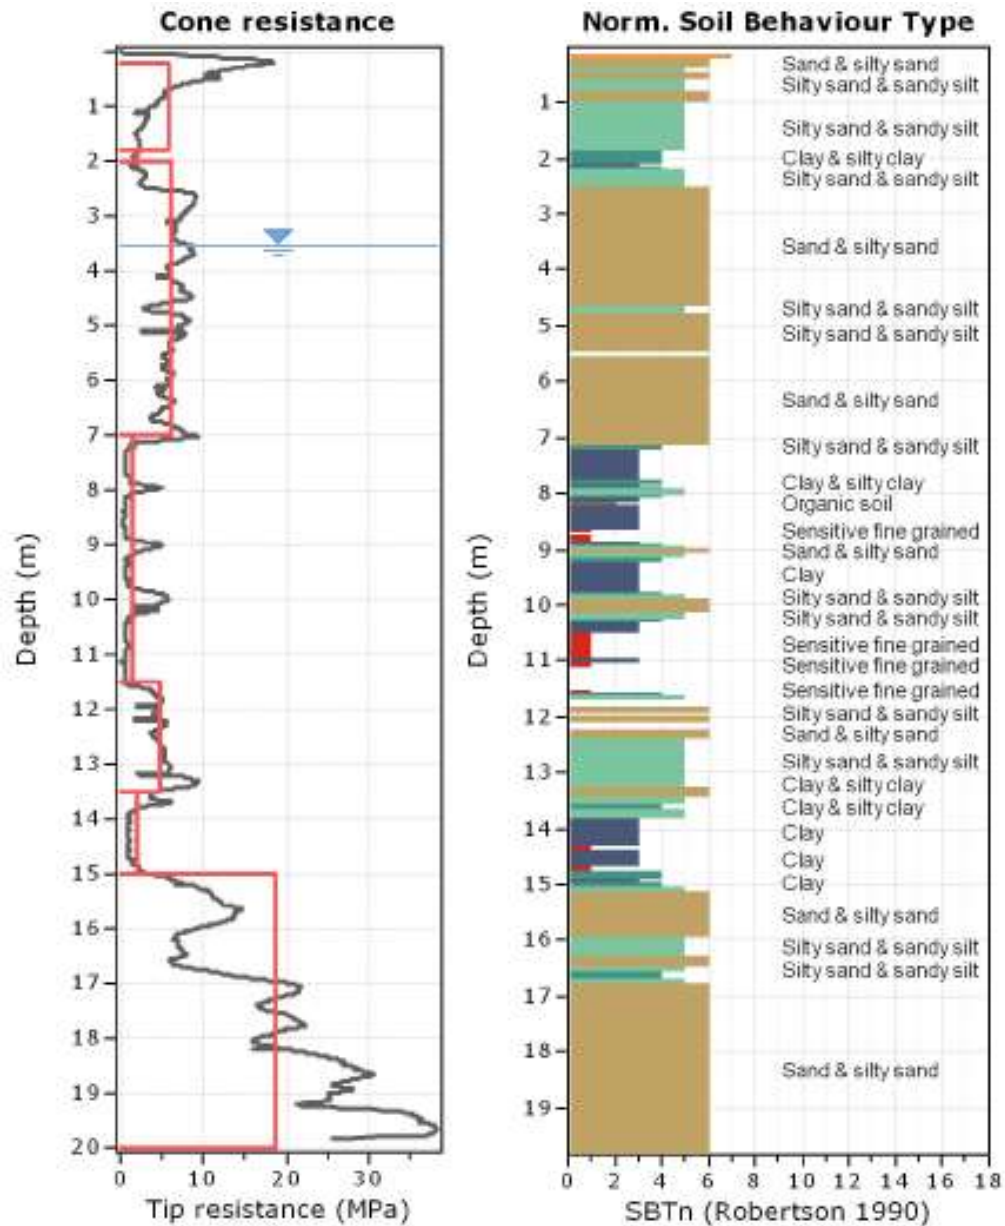 Cone resistance
1
2
3
4
5
6
7
8
9
10
11
12
13
14
15
16
17
18
19
20
Depth (m)
0 10 20 30
Tip resistance (MPa)
Norm. Soil Behaviour Type
1
2
3
4
5
6
7
8
9
10
11
12
13
14
15
16
17
18
19
Depth (m)
Sand & silty sand
Silty sand & sandy silt
Silty sand & sandy silt
Clay & silty clay
Silty sand & sandy silt
Sand & silty sand
Silty sand & sandy silt
Silty sand & sandy silt
Sand & silty sand
Silty sand & sandy silt
Clay & silty clay
Organic soil
Sensitive fine grained
Sand & silty sand
Clay
Silty sand & sandy silt
Silty sand & sandy silt
Sensitive fine grained
Sensitive fine grained
Sensitive fine grained
Silty sand & sandy silt
Sand & silty sand
Silty sand & sandy silt
Clay & silty clay
Clay & silty clay
Clay
Clay
Clay
Sand & silty sand
Silty sand & sandy silt
Silty sand & sandy silt
Sand & silty sand
0 2 4 6 8 10 12 14 16 18
SBTn (Robertson 1990)